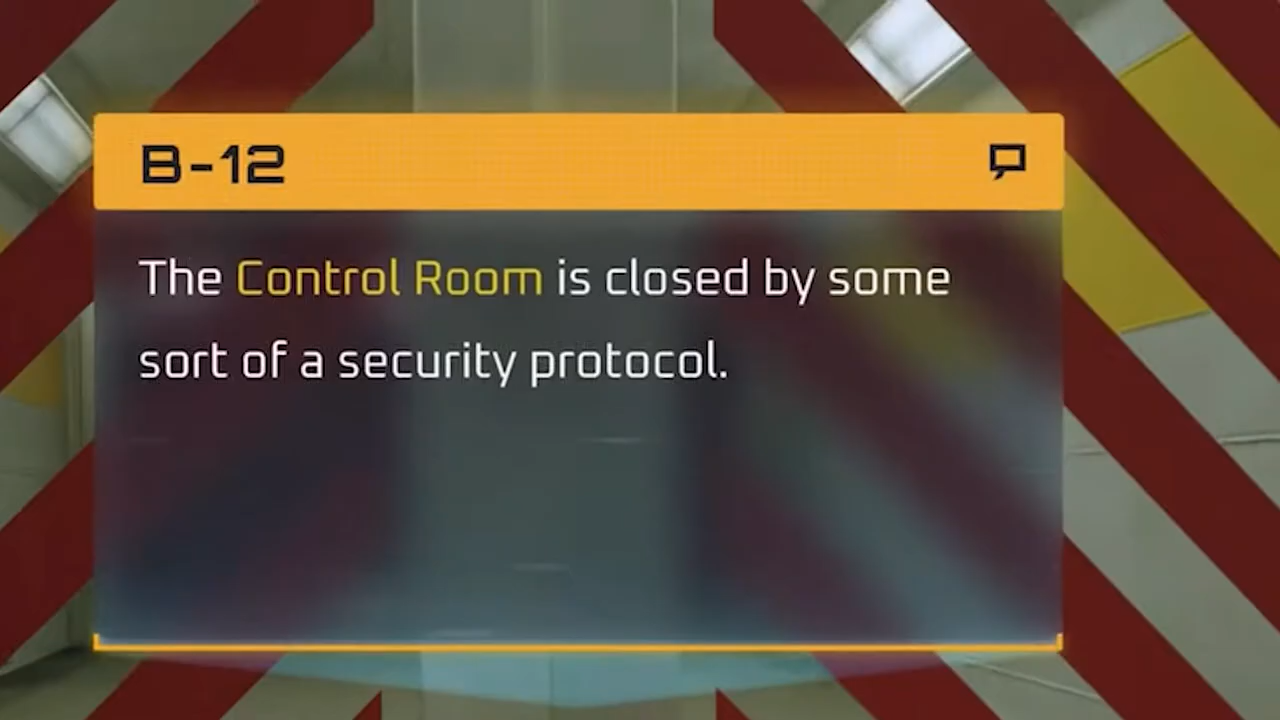 B-12
The Control Room is closed by some
sort of a security protocol.